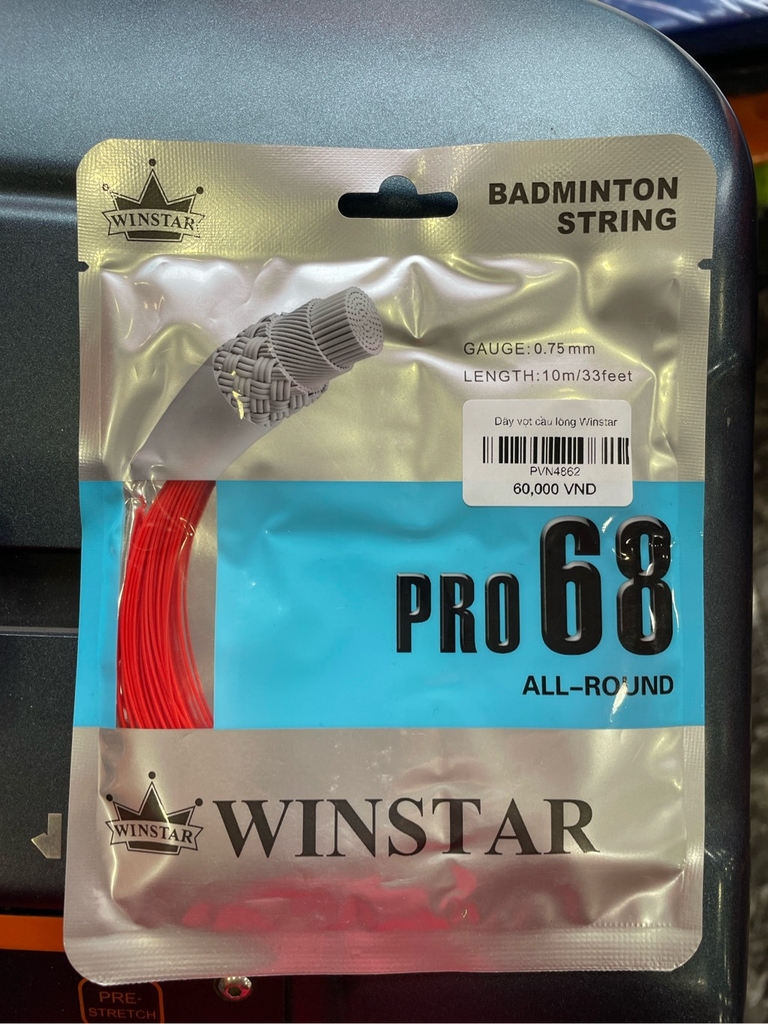 WINSTAR
BADMINTON
STRING
GAUGE: 0.75 mm
LENGTH: 10m/33feet
Dây vợt cầu lông Winstar
PVN4862
60,000 VND
PRO 68
ALL-ROUND
WINSTAR
WINSTAR
PRE-
STRETCH